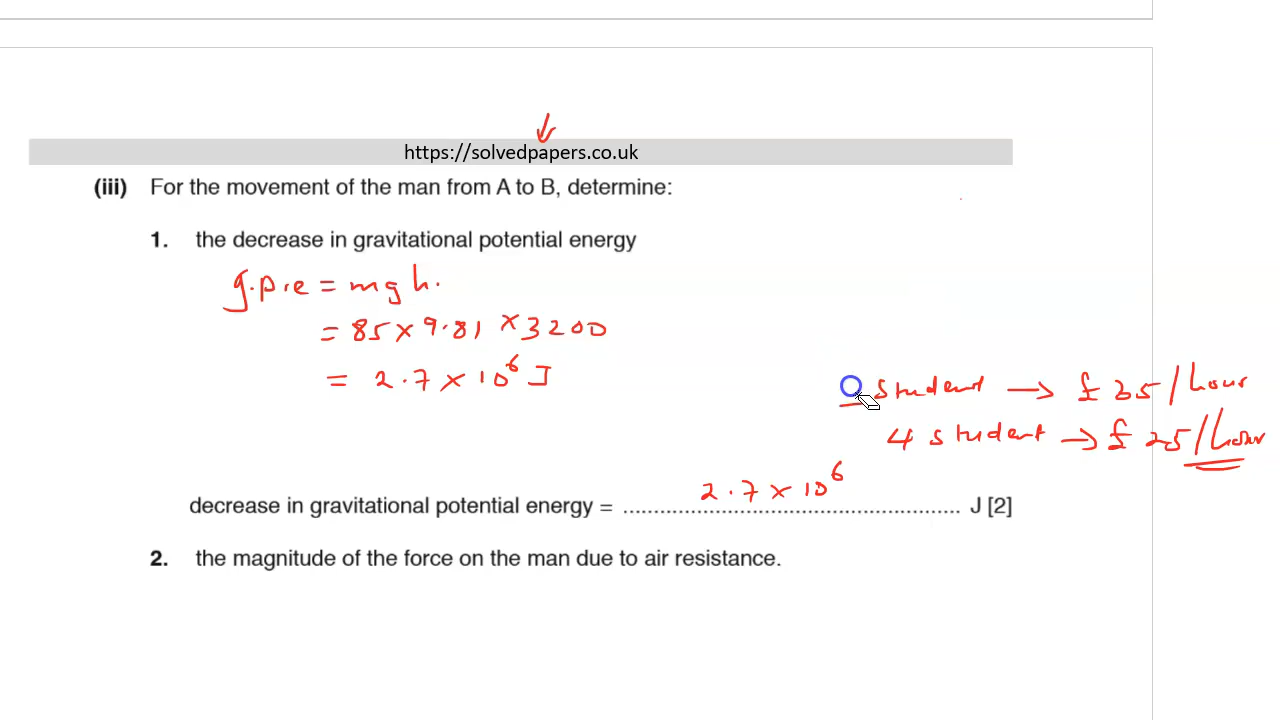 https://solvedpapers.co.uk
(iii) For the movement of the man from A to B, determine:
1. the decrease in gravitational potential energy
g.p.e = mgh.
= 85 × 9.81 × 3200
= 2.7 × 10⁶ J
student → £ 35/hour
4 student → £ 25/hour
2.7 × 10⁶
decrease in gravitational potential energy = ........................................................ J [2]
2. the magnitude of the force on the man due to air resistance.